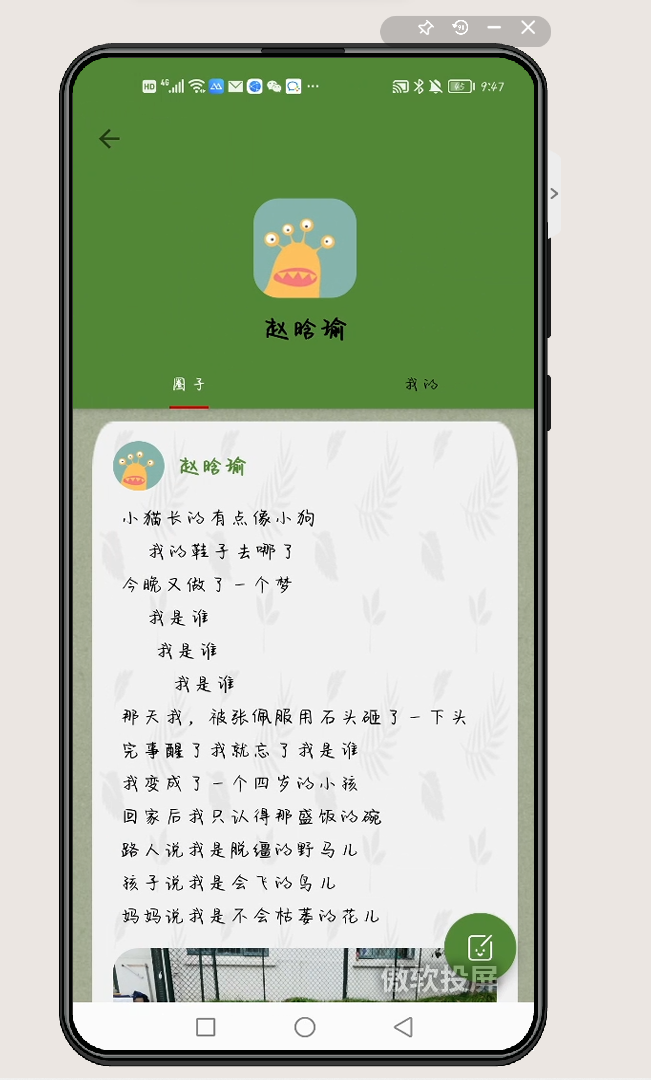 HD 4G 9:47
赵晗瑜
圈子 我的
赵晗瑜
小猫长的有点像小狗
我的鞋子去哪了
今晚又做了一个梦
我是谁
我是谁
我是谁
那天我，被张佩服用石头砸了一下头
完事醒了我就忘了我是谁
我变成了一个四岁的小孩
回家后我只认得那盛饭的碗
路人说我是脱缰的野马儿
孩子说我是会飞的鸟儿
妈妈说我是不会枯萎的花儿
傲软投屏